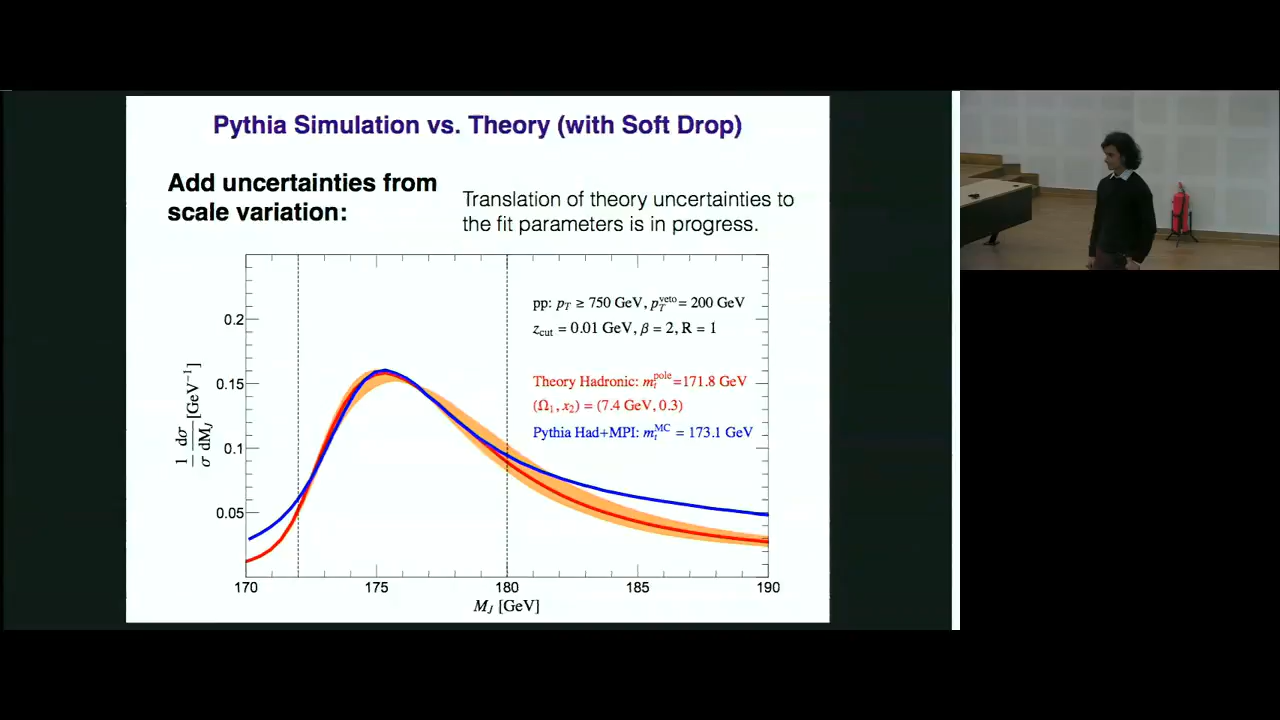 Pythia Simulation vs. Theory (with Soft Drop)
Add uncertainties from
scale variation:
Translation of theory uncertainties to
the fit parameters is in progress.
pp: p_T ≥ 750 GeV, p_T^veto = 200 GeV
z_cut = 0.01 GeV, β = 2, R = 1
Theory Hadronic: m_t^pole=171.8 GeV
(Ω₁, x₂) = (7.4 GeV, 0.3)
Pythia Had+MPI: m_t^MC = 173.1 GeV
0.2
0.15
0.1
0.05
1/σ dσ/dM_J [GeV⁻¹]
170 175 180 185 190
M_J [GeV]